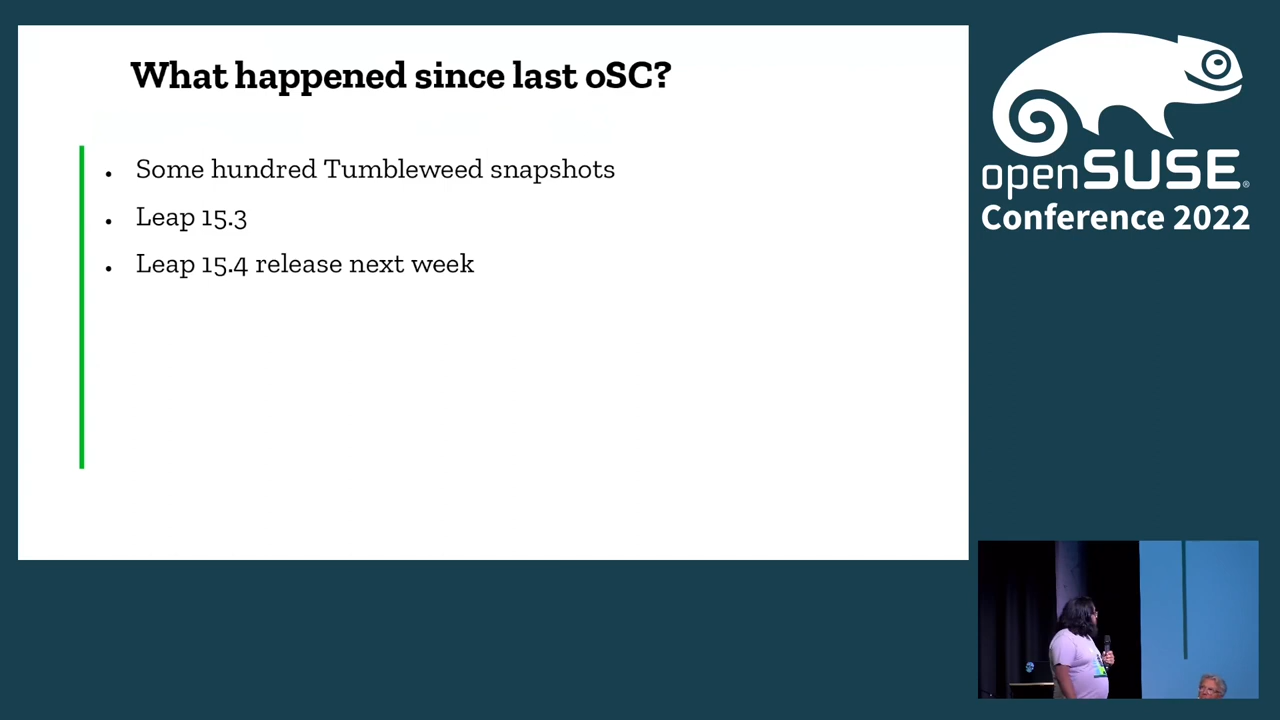 What happened since last oSC?
• Some hundred Tumbleweed snapshots
• Leap 15.3
• Leap 15.4 release next week
openSUSE®
Conference 2022